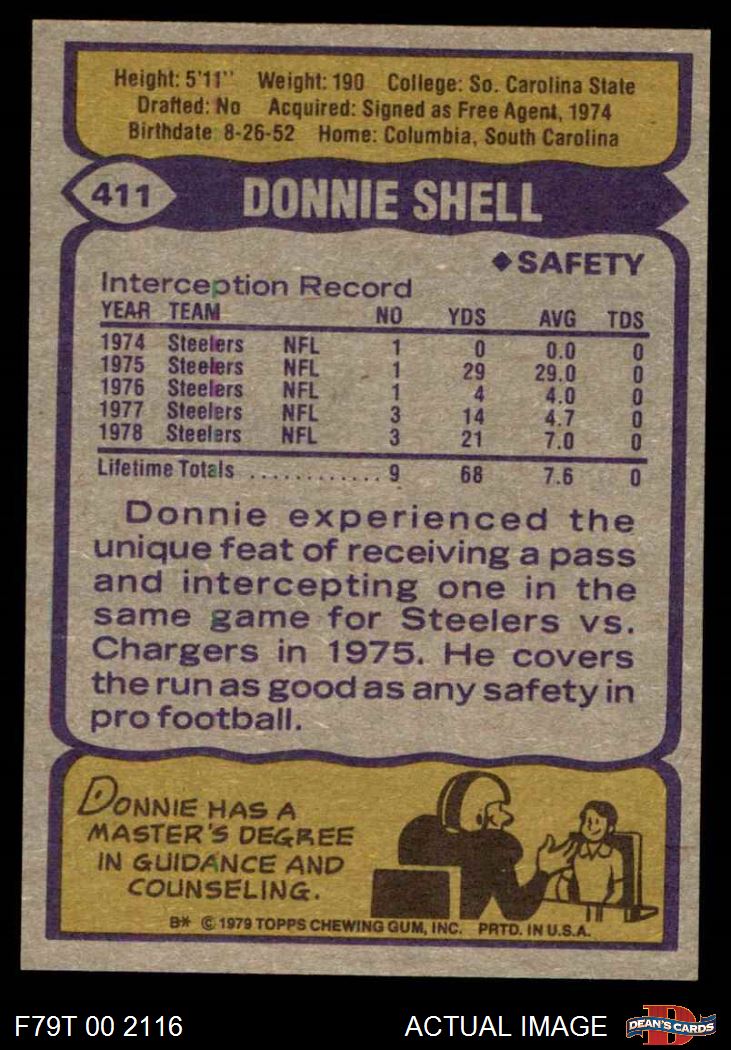 Height: 5'11" Weight: 190 College: So. Carolina State
Drafted: No Acquired: Signed as Free Agent, 1974
Birthdate 8-26-52 Home: Columbia, South Carolina
411 DONNIE SHELL
◆SAFETY
Interception Record
YEAR TEAM NO YDS AVG TDS
1974 Steelers NFL 1 0 0.0 0
1975 Steelers NFL 1 29 29.0 0
1976 Steelers NFL 1 4 4.0 0
1977 Steelers NFL 3 14 4.7 0
1978 Steelers NFL 3 21 7.0 0
Lifetime Totals ............ 9 68 7.6 0
Donnie experienced the
unique feat of receiving a pass
and intercepting one in the
same game for Steelers vs.
Chargers in 1975. He covers
the run as good as any safety in
pro football.
DONNIE HAS A
MASTER'S DEGREE
IN GUIDANCE AND
COUNSELING.
B* © 1979 TOPPS CHEWING GUM, INC. PRTD. IN U.S.A.
F79T 00 2116 ACTUAL IMAGE DEAN'S CARDS